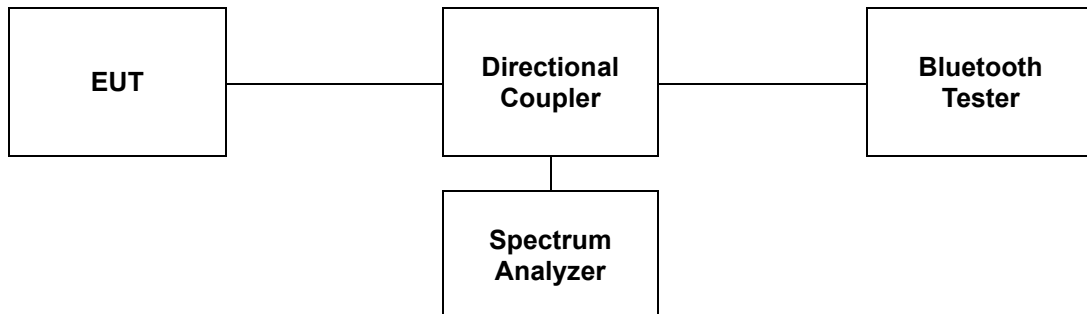 EUT
Directional
Coupler
Bluetooth
Tester
Spectrum
Analyzer